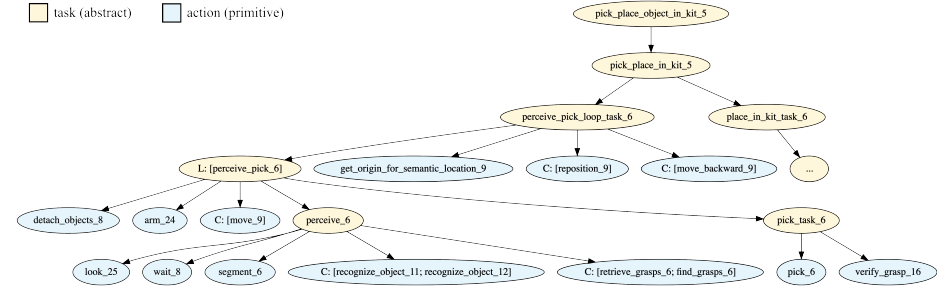 task (abstract) action (primitive) pick_place_object_in_kit_5
pick_place_in_kit_5
perceive_pick_loop_task_6 place_in_kit_task_6
L: [perceive_pick_6] get_origin_for_semantic_location_9 C: [reposition_9] C: [move_backward_9] ...
detach_objects_8 arm_24 C: [move_9] perceive_6 pick_task_6
look_25 wait_8 segment_6 C: [recognize_object_11; recognize_object_12] C: [retrieve_grasps_6; find_grasps_6] pick_6 verify_grasp_16